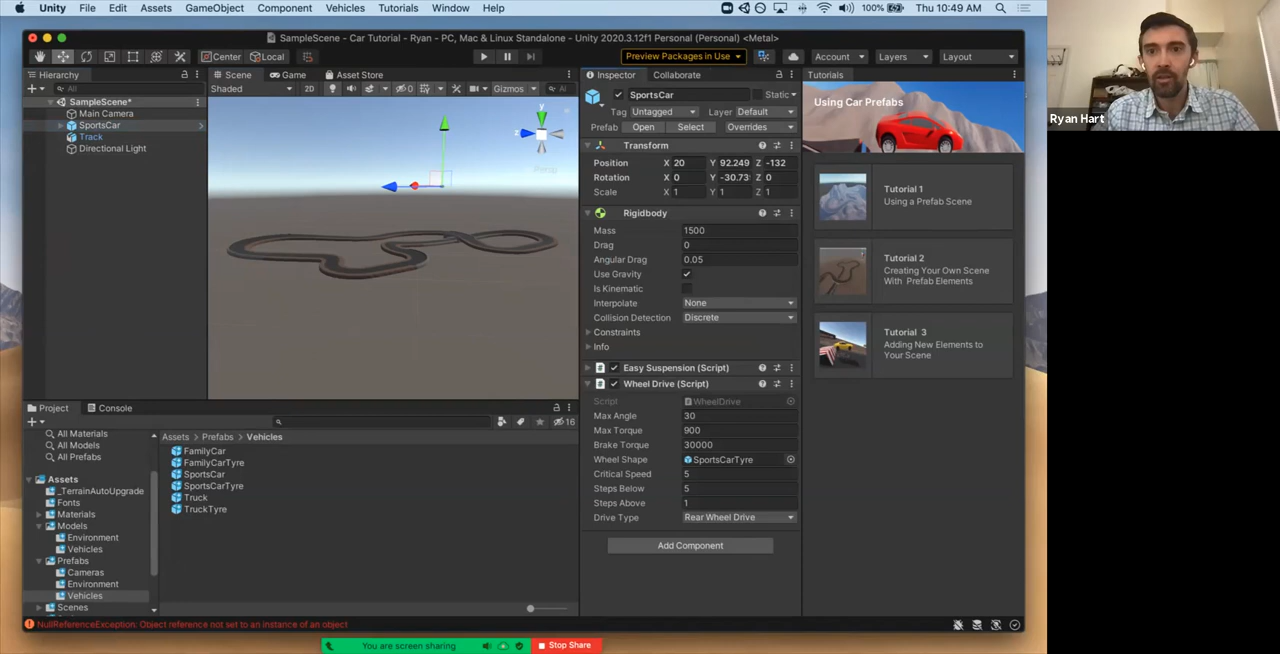 Unity File Edit Assets GameObject Component Vehicles Tutorials Window Help 100% Thu 10:49 AM
SampleScene - Car Tutorial - Ryan - PC, Mac & Linux Standalone - Unity 2020.3.12f1 Personal (Personal) <Metal>
Center Local Preview Packages in Use Account Layers Layout
Hierarchy
All
SampleScene*
Main Camera
SportsCar
Track
Directional Light
Scene Game Asset Store
Shaded 2D 0 Gizmos All
y
z
Persp
Inspector Collaborate
SportsCar Static
Tag Untagged Layer Default
Prefab Open Select Overrides
Transform
Position X 20 Y 92.249 Z -132
Rotation X 0 Y -30.73 Z 0
Scale X 1 Y 1 Z 1
Rigidbody
Mass 1500
Drag 0
Angular Drag 0.05
Use Gravity
Is Kinematic
Interpolate None
Collision Detection Discrete
Constraints
Info
Easy Suspension (Script)
Wheel Drive (Script)
Script WheelDrive
Max Angle 30
Max Torque 900
Brake Torque 30000
Wheel Shape SportsCarTyre
Critical Speed 5
Steps Below 5
Steps Above 1
Drive Type Rear Wheel Drive
Add Component
Tutorials
Using Car Prefabs
Tutorial 1
Using a Prefab Scene
Tutorial 2
Creating Your Own Scene
With Prefab Elements
Tutorial 3
Adding New Elements to
Your Scene
Project Console
16
All Materials
All Models
All Prefabs
Assets
_TerrainAutoUpgrade
Fonts
Materials
Models
Environment
Vehicles
Prefabs
Cameras
Environment
Vehicles
Scenes
Assets Prefabs Vehicles
FamilyCar
FamilyCarTyre
SportsCar
SportsCarTyre
Truck
TruckTyre
NullReferenceException: Object reference not set to an instance of an object
You are screen sharing Stop Share
Ryan Hart